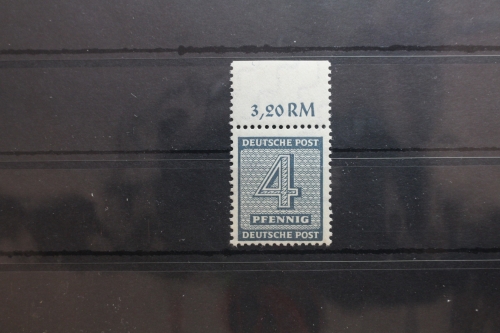 3,20 RM
DEUTSCHE POST
4
PFENNIG
DEUTSCHE POST